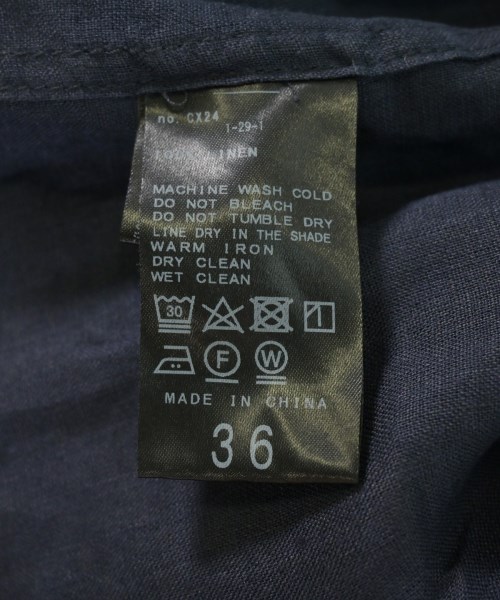 no. CX24
1-29-1
LINEN
MACHINE WASH COLD
DO NOT BLEACH
DO NOT TUMBLE DRY
LINE DRY IN THE SHADE
WARM IRON
DRY CLEAN
WET CLEAN
30
F W
MADE IN CHINA
36